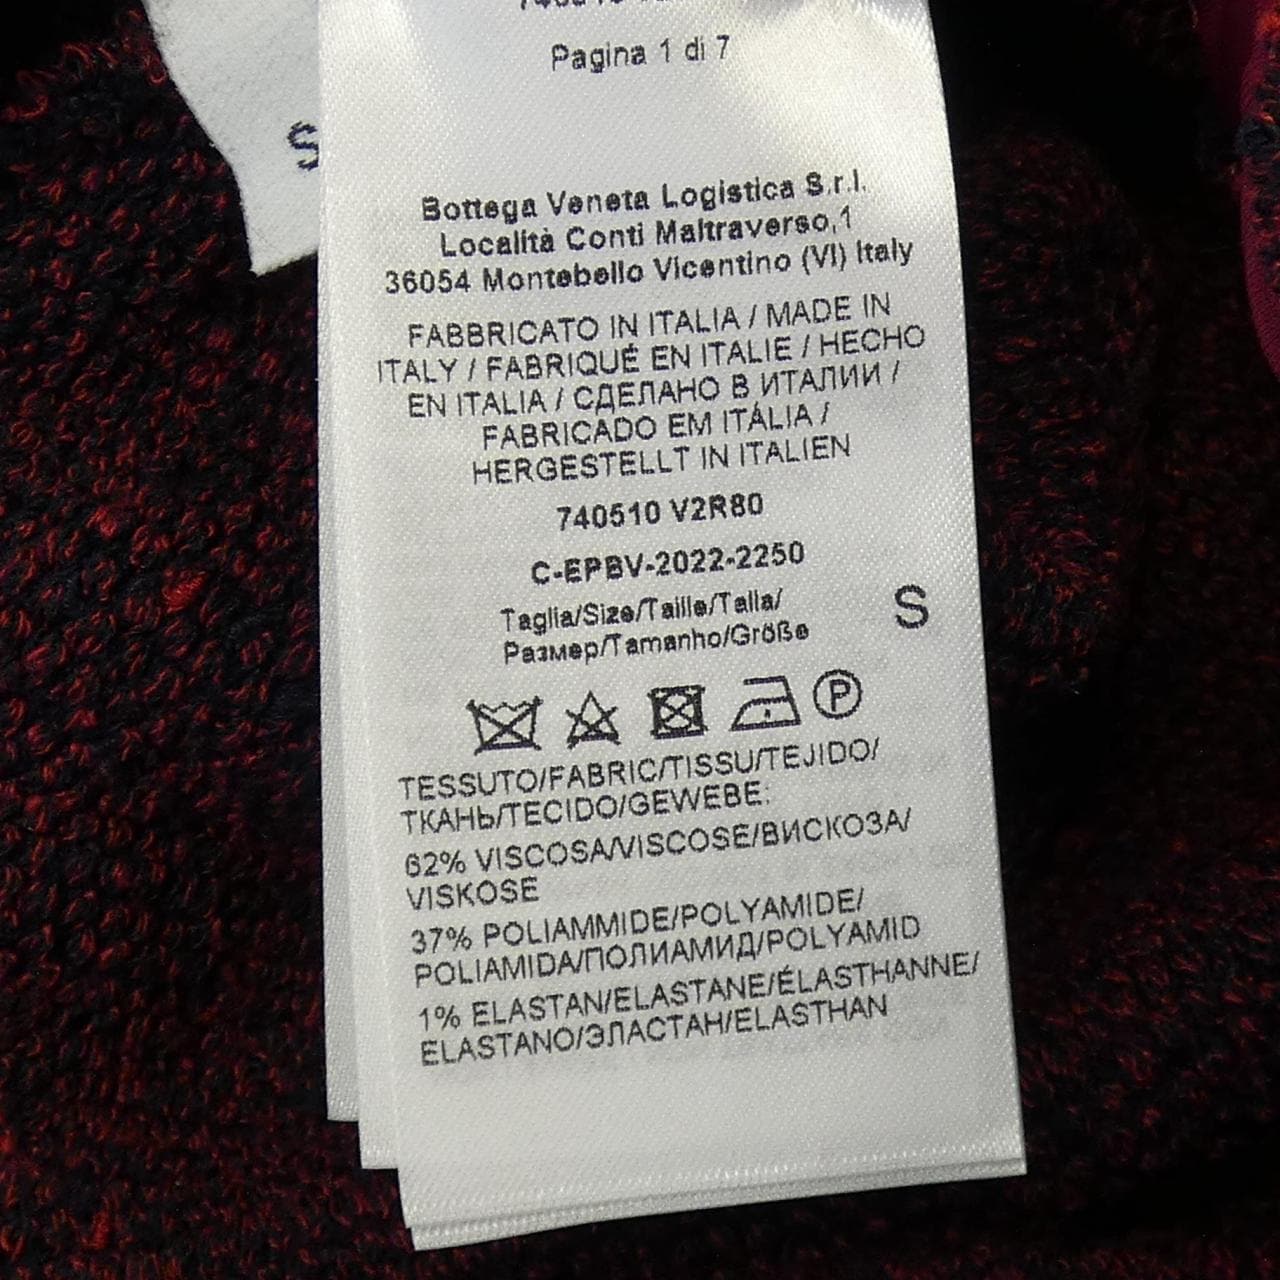 Pagina 1 di 7
S
Bottega Veneta Logistica S.r.l.
Località Conti Maltraverso,1
36054 Montebello Vicentino (VI) Italy
FABBRICATO IN ITALIA / MADE IN
ITALY / FABRIQUÉ EN ITALIE / HECHO
EN ITALIA / СДЕЛАНО В ИТАЛИИ /
FABRICADO EM ITÁLIA /
HERGESTELLT IN ITALIEN
740510 V2R80
C-EPBV-2022-2250
Taglia/Size/Taille/Talla/
Размер/Tamanho/Größe
S
P
TESSUTO/FABRIC/TISSU/TEJIDO/
ТКАНЬ/TECIDO/GEWEBE:
62% VISCOSA/VISCOSE/ВИСКОЗА/
VISKOSE
37% POLIAMMIDE/POLYAMIDE/
POLIAMIDA/ПОЛИАМИД/POLYAMID
1% ELASTAN/ELASTANE/ÉLASTHANNE/
ELASTANO/ЭЛАСТАН/ELASTHAN